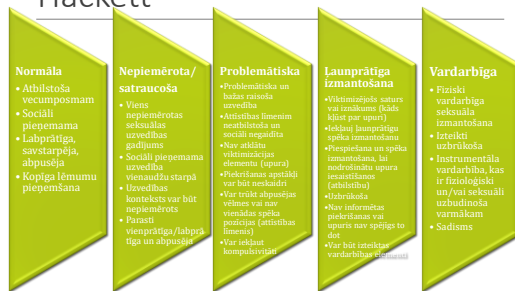 Hackett
Normāla
• Atbilstoša
vecumposmam
• Sociāli
pieņemama
• Labprātīga,
savstarpēja,
abpusēja
• Kopīga lēmumu
pieņemšana
Nepiemērota/
satraucoša
• Viens
nepiemērotas
seksuālas
uzvedības
gadījums
• Sociāli pieņemama
uzvedība
vienaudžu starpā
• Uzvedības
konteksts var būt
nepiemērots
• Parasti
vienprātīga/labprā
tīga un abpusēja
Problemātiska
•Problemātiska un
bažas raisoša
uzvedība
•Attīstības līmenim
neatbilstoša un
sociāli negaidīta
•Nav atklātu
viktimizācijas
elementu (upura)
•Piekrišanas apstākļi
var būt neskaidri
•Var trūkt abpusējas
vēlmes vai nav
vienādas spēka
pozīcijas (attīstības
līmenis)
•Var iekļaut
kompulsivitāti
Ļaunprātīga
izmantošana
•Viktimizējošs saturs
vai iznākums (kāds
kļūst par upuri)
•Iekļauj ļaunprātīgu
spēka izmantošanu
•Piespiešana un spēka
izmantošana, lai
nodrošinātu upura
iesaistīšanos
(atbilstību)
•Uzbrūkoša
•Nav informētas
piekrišanas vai
upuris nav spējīgs to
dot
•Var būt izteiktas
vardarbības elementi
Vardarbīga
• Fiziski
vardarbīga
seksuāla
izmantošana
• Izteikti
uzbrūkoša
• Instrumentāla
vardarbība, kas
ir fizioloģiski
un/vai seksuāli
uzbudinoša
varmākam
• Sadisms